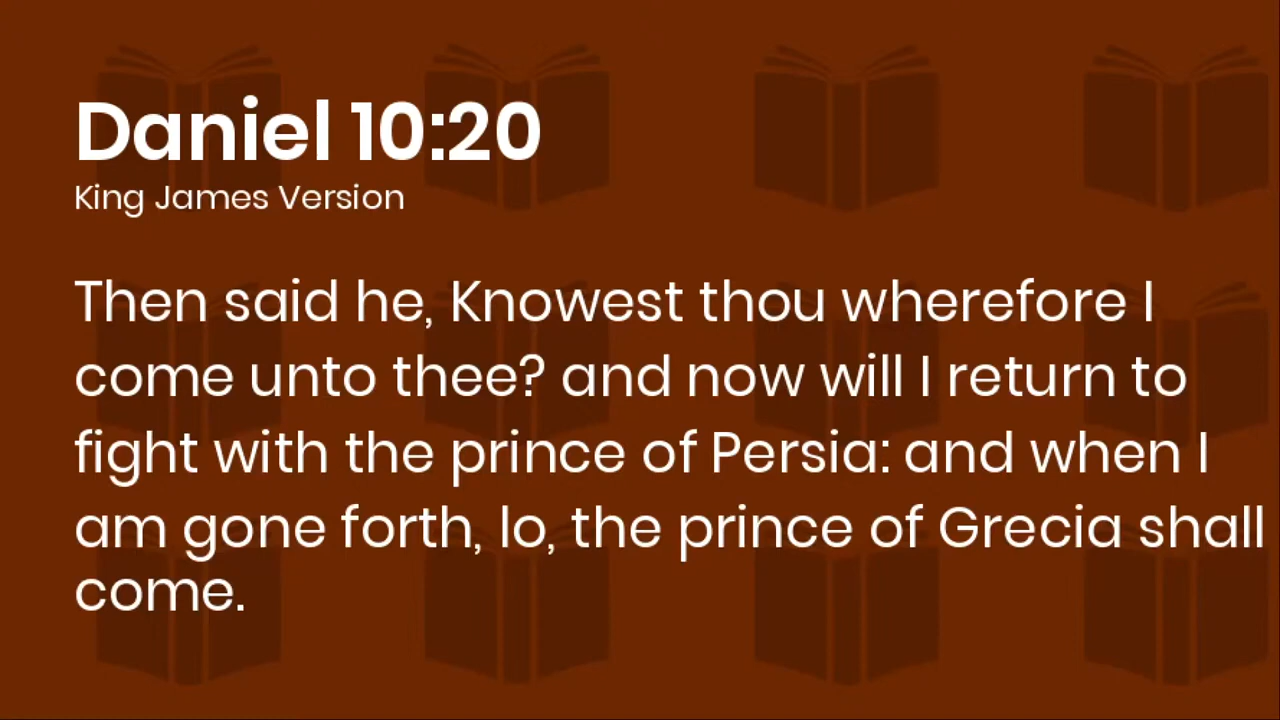 Daniel 10:20
King James Version
Then said he, Knowest thou wherefore I
come unto thee? and now will I return to
fight with the prince of Persia: and when I
am gone forth, lo, the prince of Grecia shall
come.